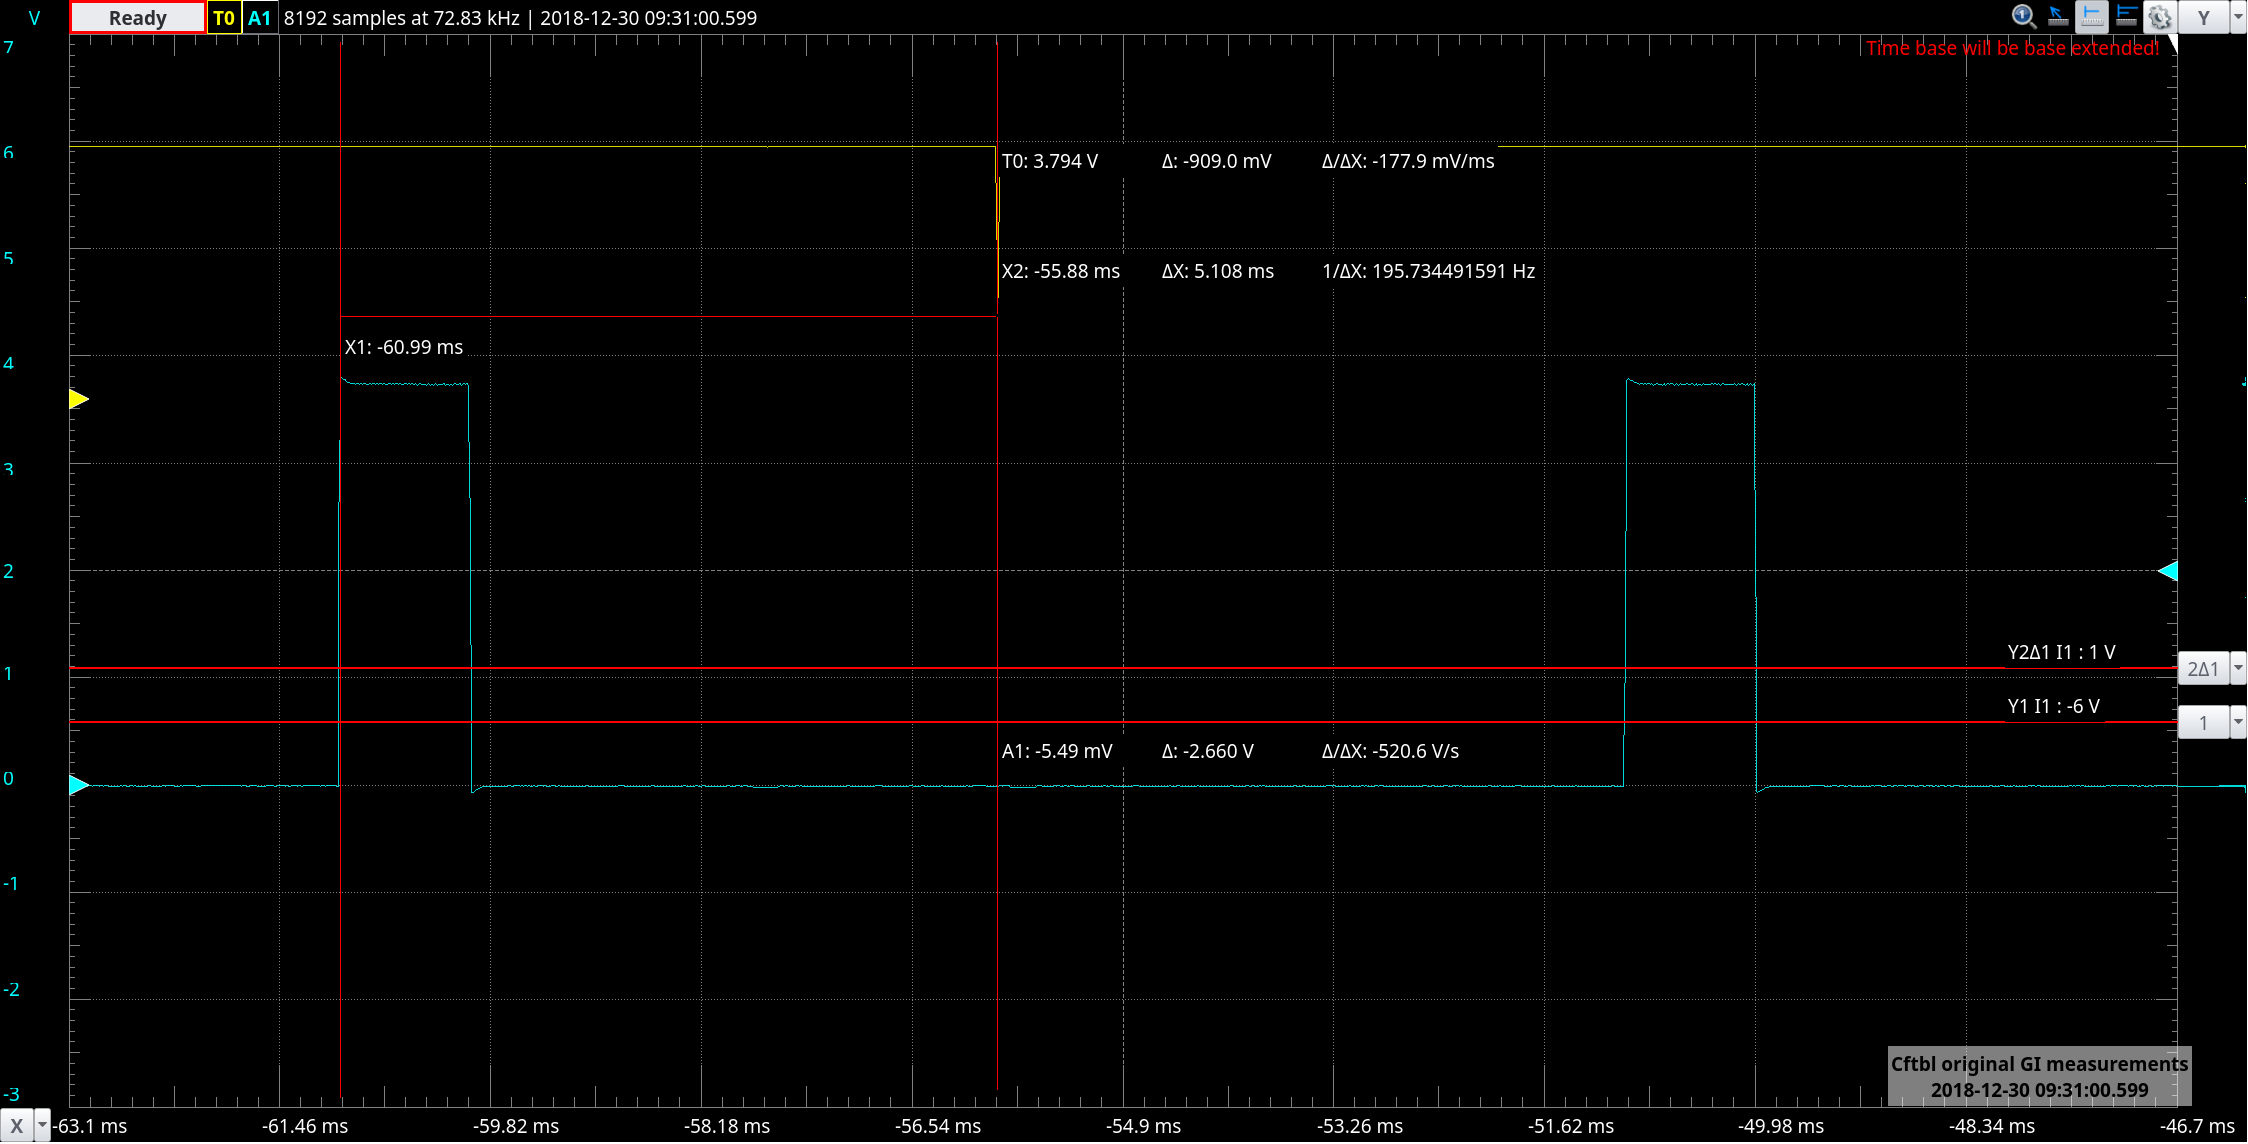 V Ready T0 A1 8192 samples at 72.83 kHz | 2018-12-30 09:31:00.599 1 Y
Time base will be base extended!
7
6
5
4
3
2
1
0
-1
-2
-3
T0: 3.794 V Δ: -909.0 mV Δ/ΔX: -177.9 mV/ms
X2: -55.88 ms ΔX: 5.108 ms 1/ΔX: 195.734491591 Hz
X1: -60.99 ms
Y2Δ1 I1 : 1 V
2Δ1
Y1 I1 : -6 V
1
A1: -5.49 mV Δ: -2.660 V Δ/ΔX: -520.6 V/s
Cftbl original GI measurements
2018-12-30 09:31:00.599
X -63.1 ms -61.46 ms -59.82 ms -58.18 ms -56.54 ms -54.9 ms -53.26 ms -51.62 ms -49.98 ms -48.34 ms -46.7 ms